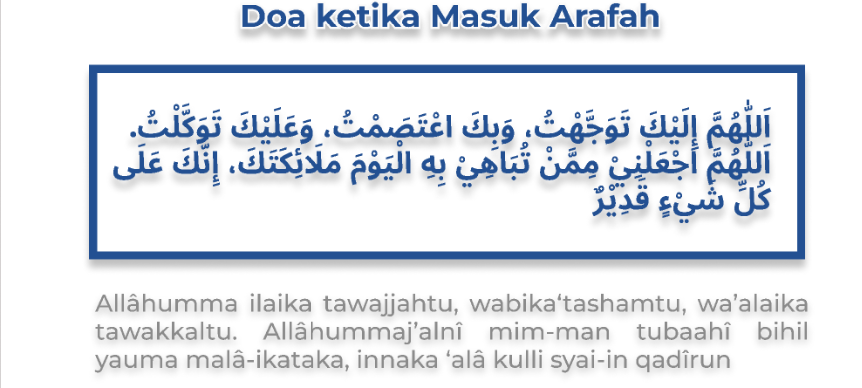 Doa ketika Masuk Arafah
اَللّٰهُمَّ إِلَيْكَ تَوَجَّهْتُ، وَبِكَ اعْتَصَمْتُ، وَعَلَيْكَ تَوَكَّلْتُ.
اَللّٰهُمَّ اجْعَلْنِيْ مِمَّنْ تُبَاهِيْ بِهِ الْيَوْمَ مَلَائِكَتَكَ، إِنَّكَ عَلَى
كُلِّ شَيْءٍ قَدِيْرٌ
Allâhumma ilaika tawajjahtu, wabika‘tashamtu, wa’alaika
tawakkaltu. Allâhummaj’alnî mim-man tubaahî bihil
yauma malâ-ikataka, innaka ‘alâ kulli syai-in qadîrun